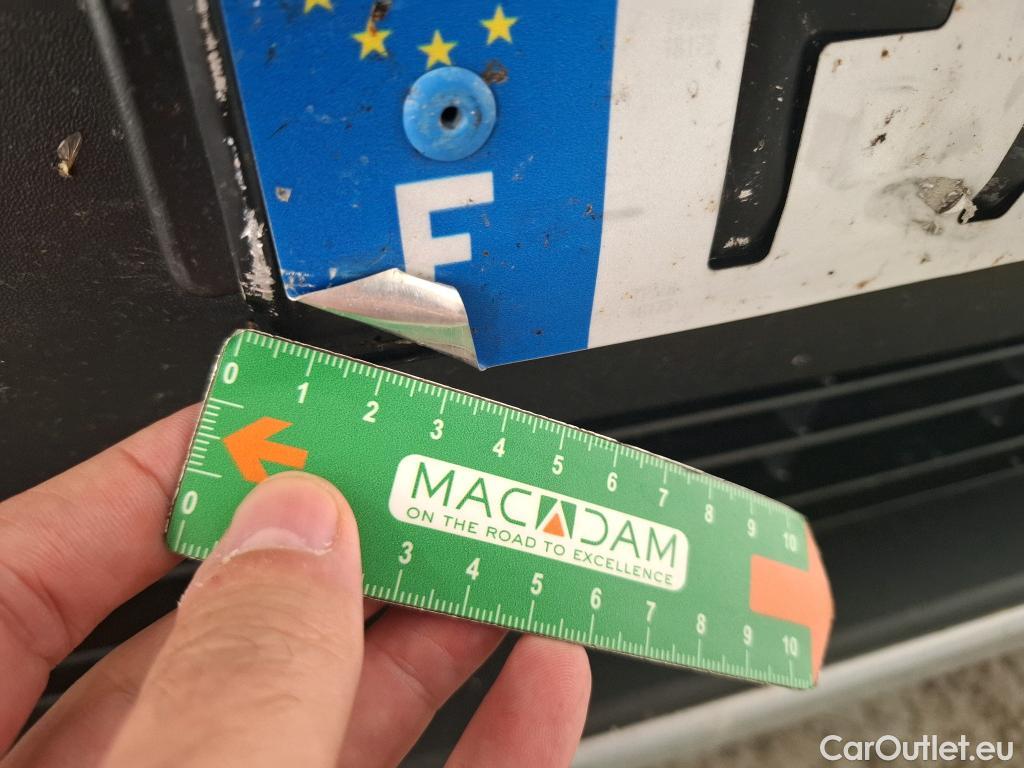 F
F
0 1 2 3 4 5 6 7 8 9 10
MACADAM
ON THE ROAD TO EXCELLENCE
0 3 4 5 6 7 8 9 10
CarOutlet.eu